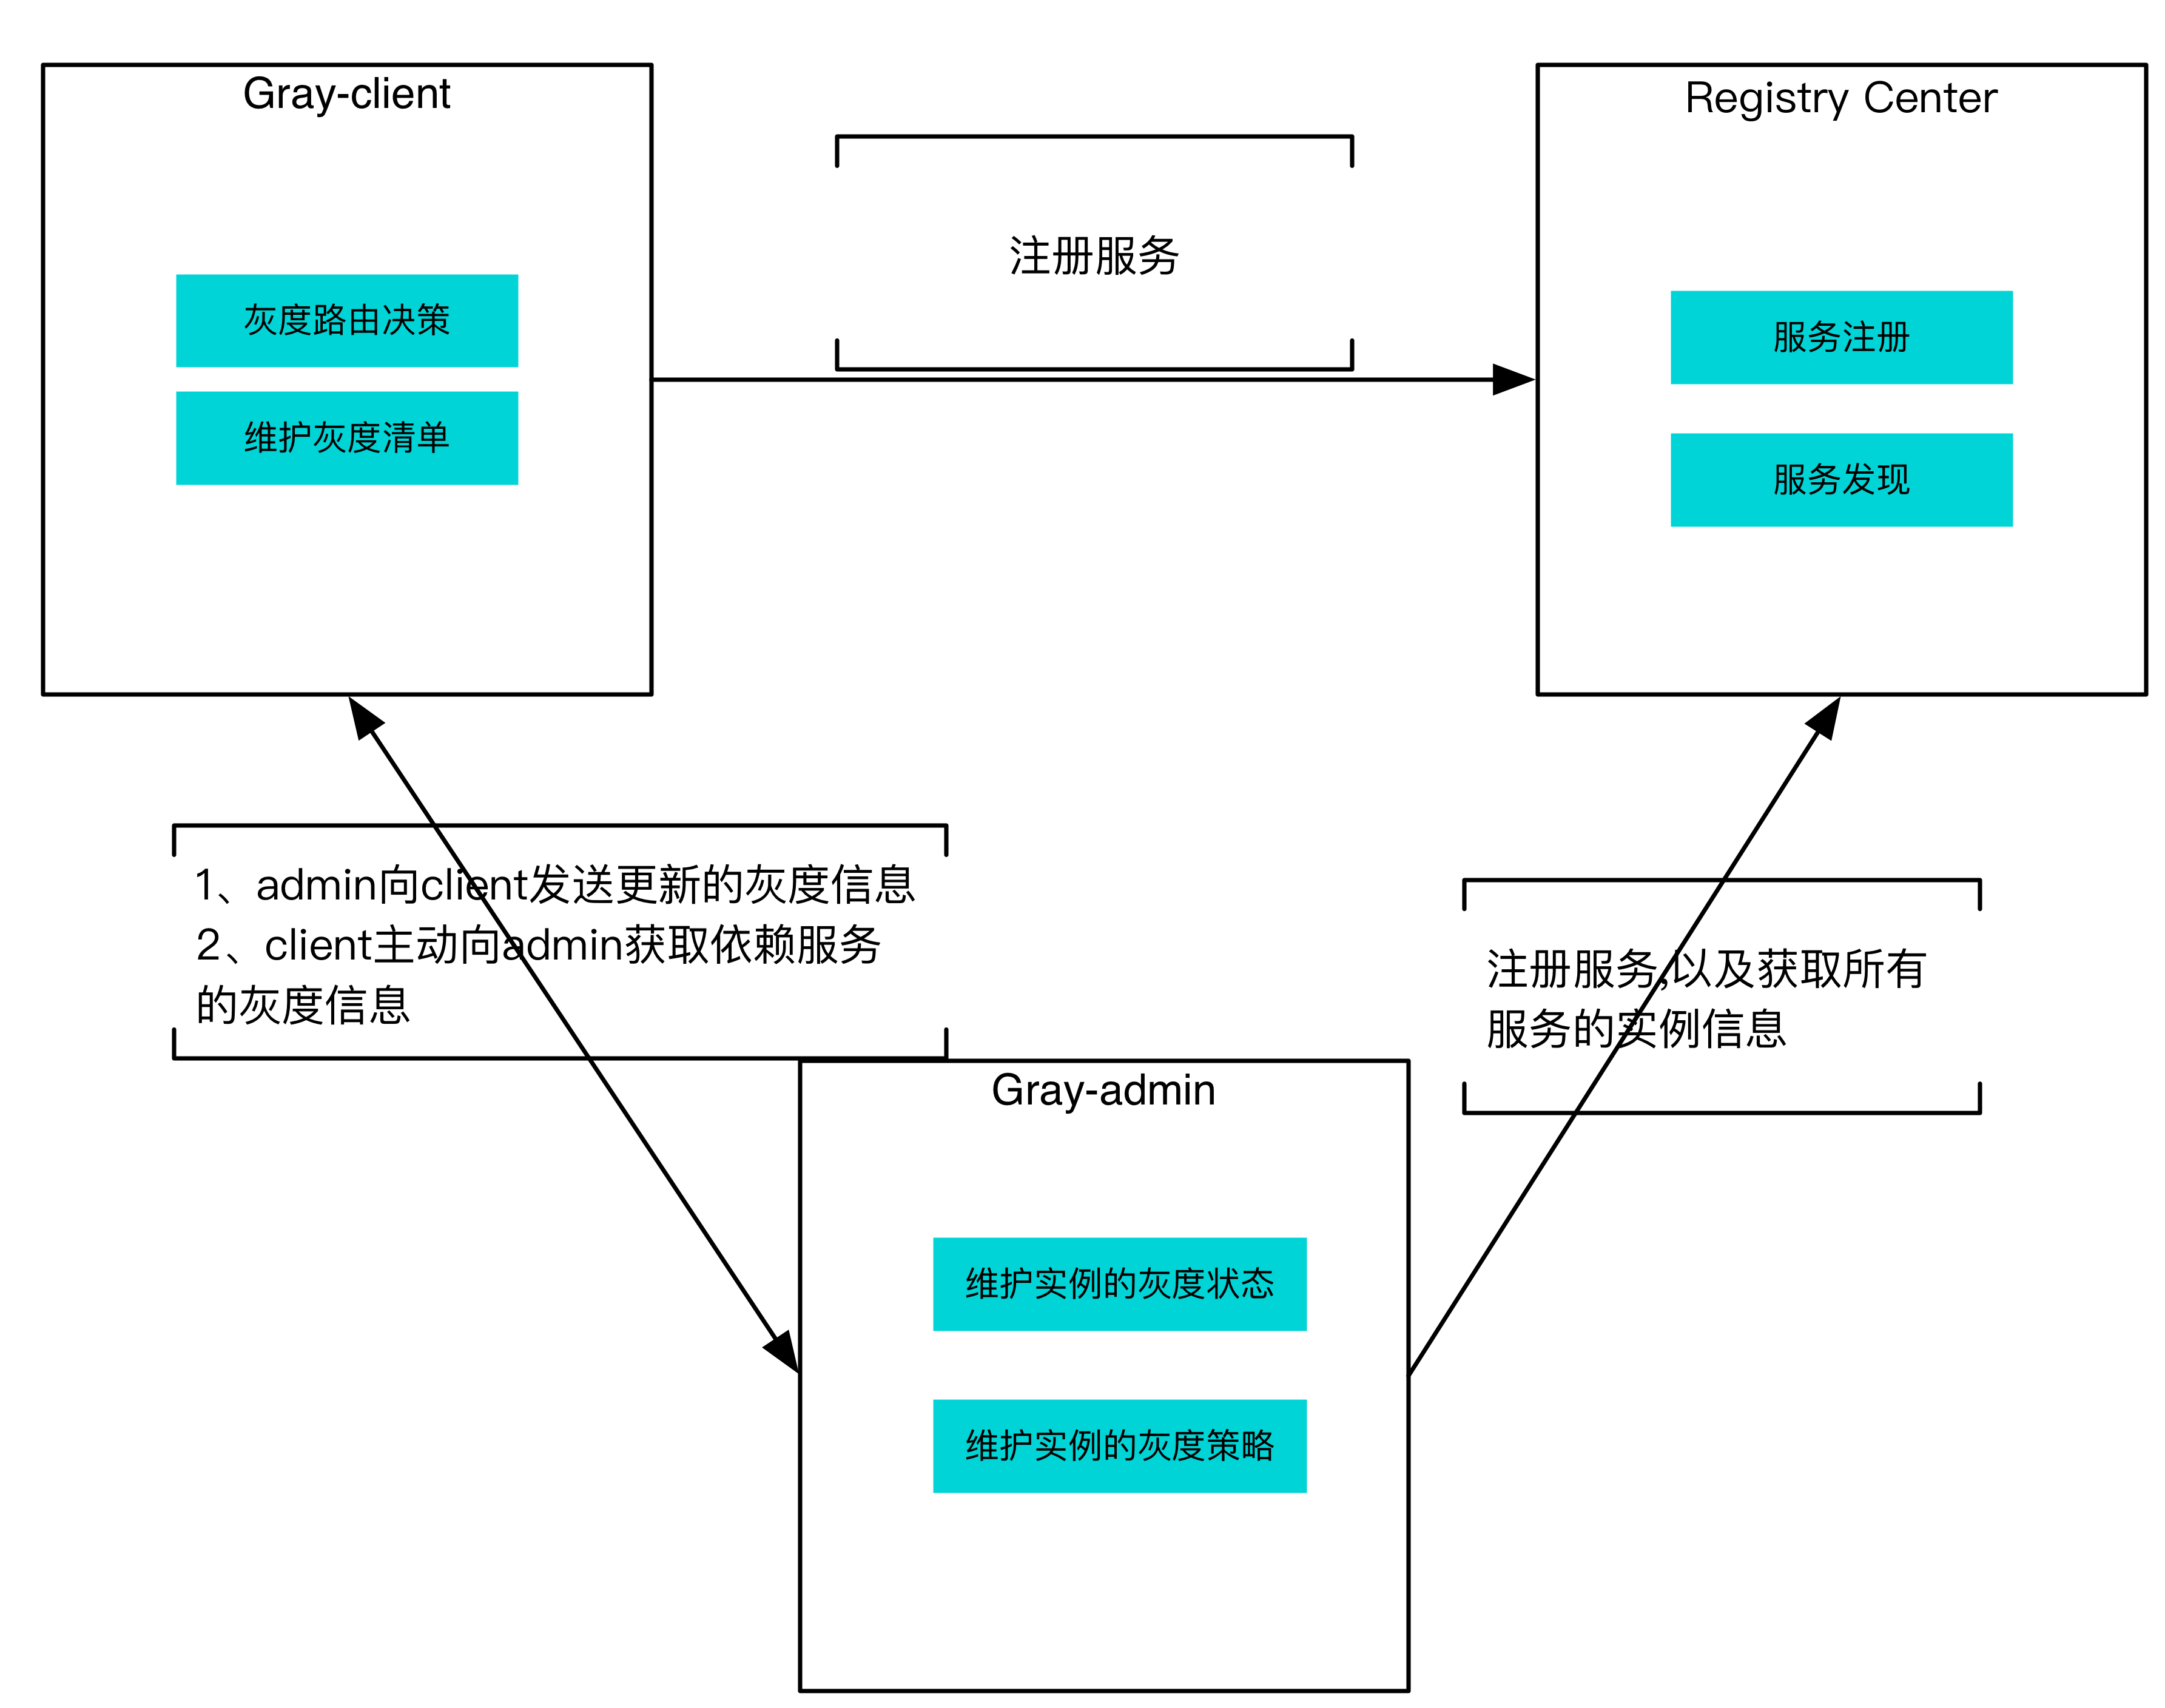 Gray-client
Registry Center
注册服务
灰度路由决策
维护灰度清单
服务注册
服务发现
1、admin向client发送更新的灰度信息
2、client主动向admin获取依赖服务
的灰度信息
注册服务,以及获取所有
服务的实例信息
Gray-admin
维护实例的灰度状态
维护实例的灰度策略